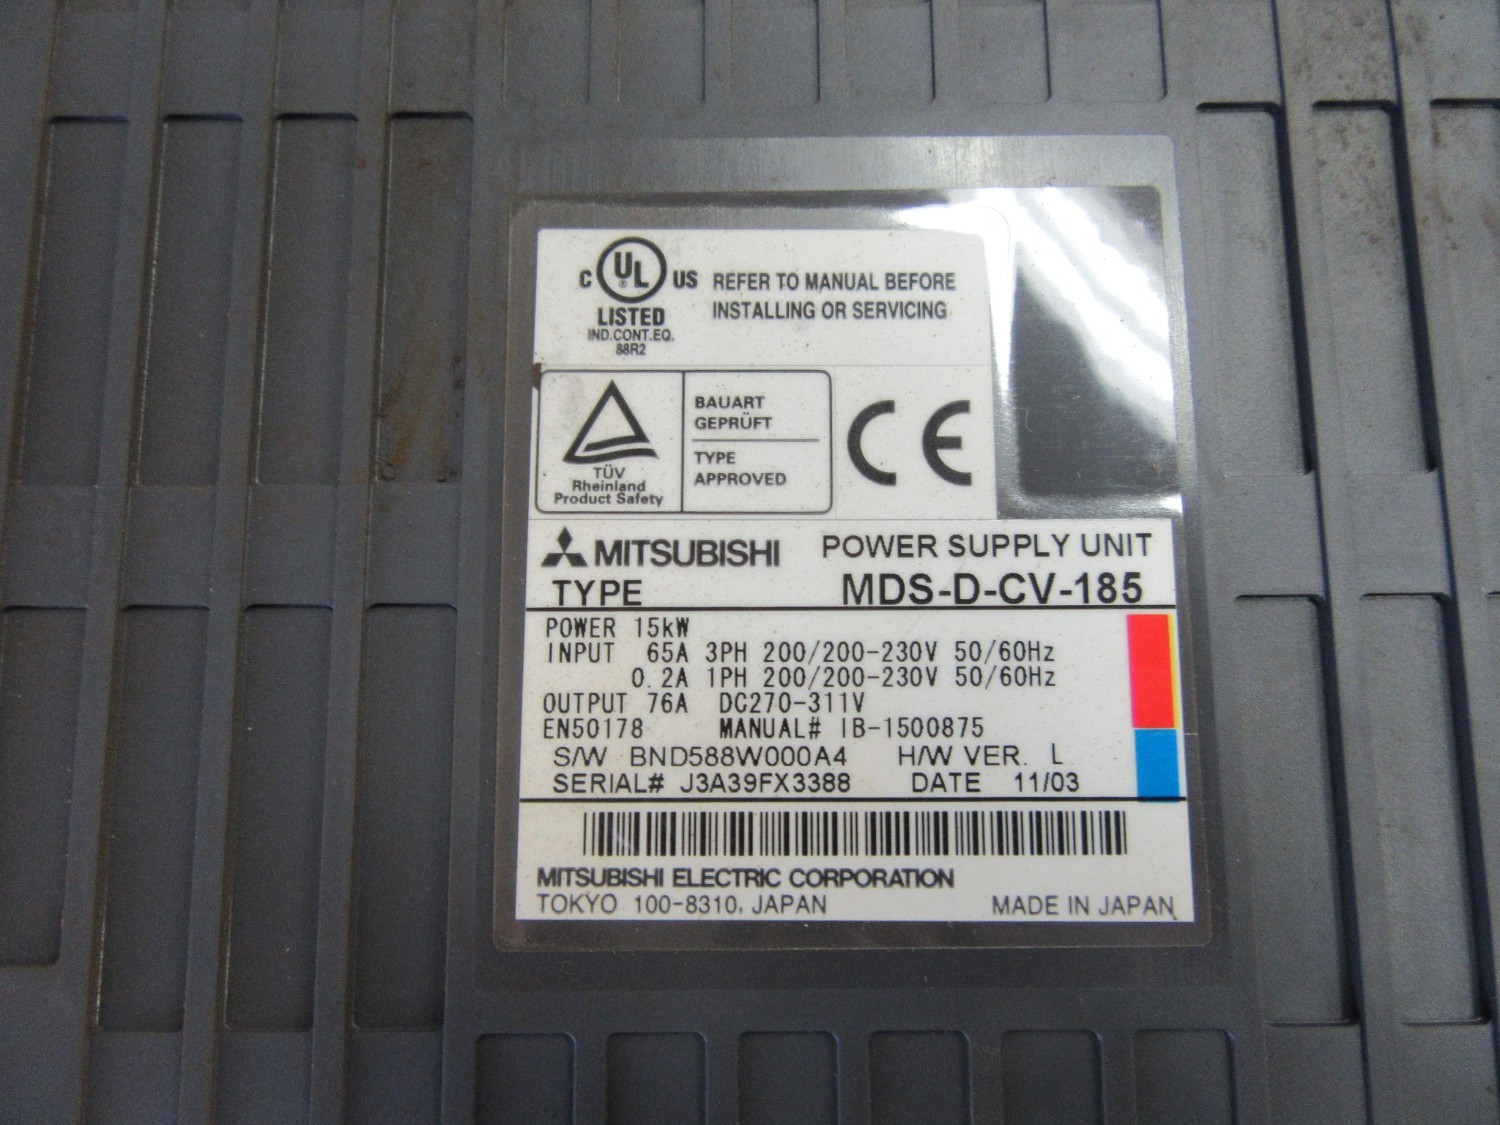 C UL US REFER TO MANUAL BEFORE
LISTED INSTALLING OR SERVICING
IND.CONT.EQ.
88R2
BAUART
GEPRÜFT
TYPE
APPROVED
TÜV
Rheinland
Product Safety
CE
MITSUBISHI POWER SUPPLY UNIT
TYPE MDS-D-CV-185
POWER 15kW
INPUT 65A 3PH 200/200-230V 50/60Hz
0.2A 1PH 200/200-230V 50/60Hz
OUTPUT 76A DC270-311V
EN50178 MANUAL# IB-1500875
S/W BND588W000A4 H/W VER. L
SERIAL# J3A39FX3388 DATE 11/03
MITSUBISHI ELECTRIC CORPORATION
TOKYO 100-8310, JAPAN MADE IN JAPAN